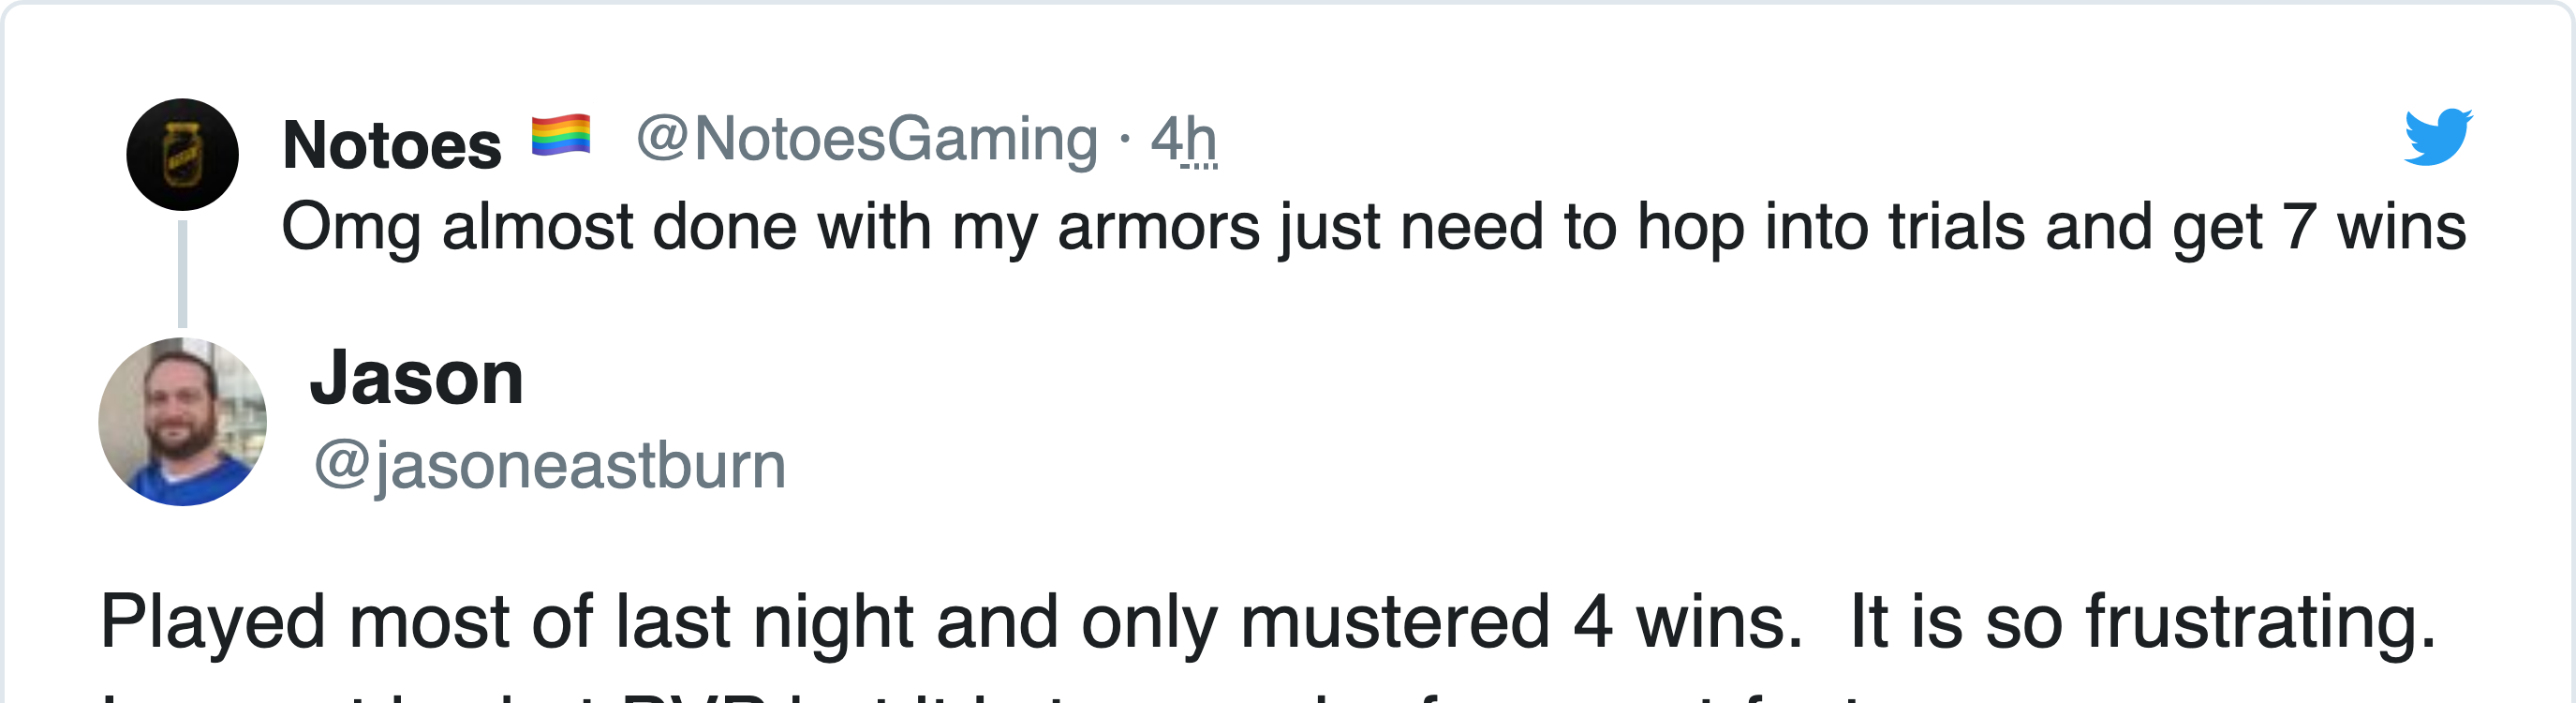 Notoes 🏳️‍🌈 @NotoesGaming · 4h
Omg almost done with my armors just need to hop into trials and get 7 wins
Jason
@jasoneastburn
Played most of last night and only mustered 4 wins.  It is so frustrating.